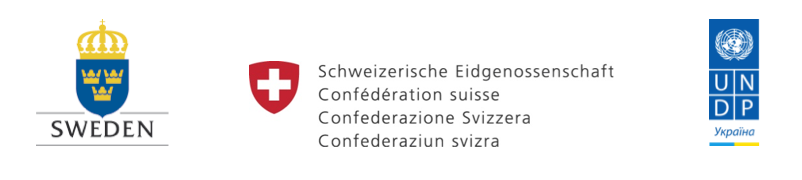 SWEDEN
Schweizerische Eidgenossenschaft
Confédération suisse
Confederazione Svizzera
Confederaziun svizra
U N
D P
Україна